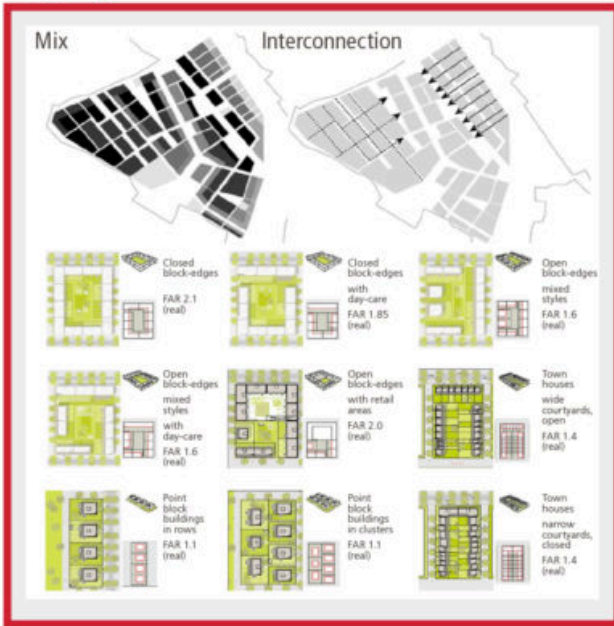 Mix
Interconnection
Closed
block-edges
FAR 2.1
(real)
Closed
block-edges
with
day-care
FAR 1.85
(real)
Open
block-edges
mixed
styles
FAR 1.6
(real)
Open
block-edges
mixed
styles
with
day-care
FAR 1.6
(real)
Open
block-edges
with retail
areas
FAR 2.0
(real)
Town
houses
wide
courtyards,
open
FAR 1.4
(real)
Point
block
buildings
in rows
FAR 1.1
(real)
Point
block
buildings
in clusters
FAR 1.1
(real)
Town
houses
narrow
courtyards,
closed
FAR 1.4
(real)